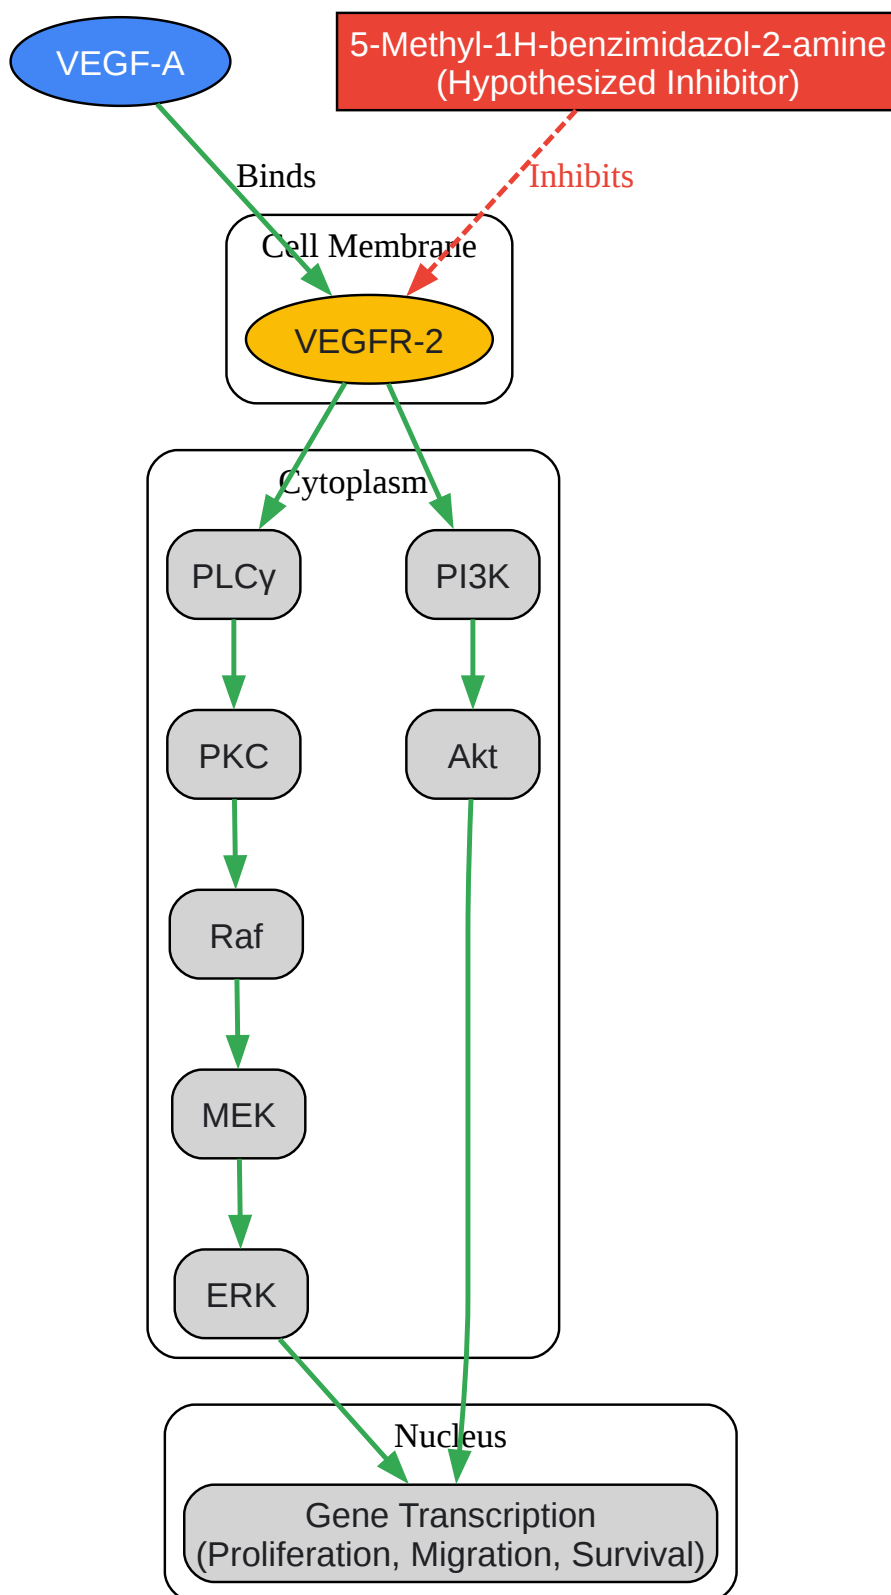 VEGF-A
5-Methyl-1H-benzimidazol-2-amine
(Hypothesized Inhibitor)
Binds
Inhibits
Cell Membrane
VEGFR-2
Cytoplasm
PLCγ
PI3K
PKC
Akt
Raf
MEK
ERK
Nucleus
Gene Transcription
(Proliferation, Migration, Survival)